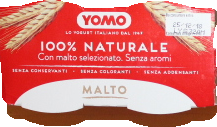 YOMO
LO YOGURT ITALIANO DAL 1947
100% NATURALE
Con malto selezionato. Senza aromi
SENZA CONSERVANTI - SENZA COLORANTI - SENZA ADDENSANTI
MALTO